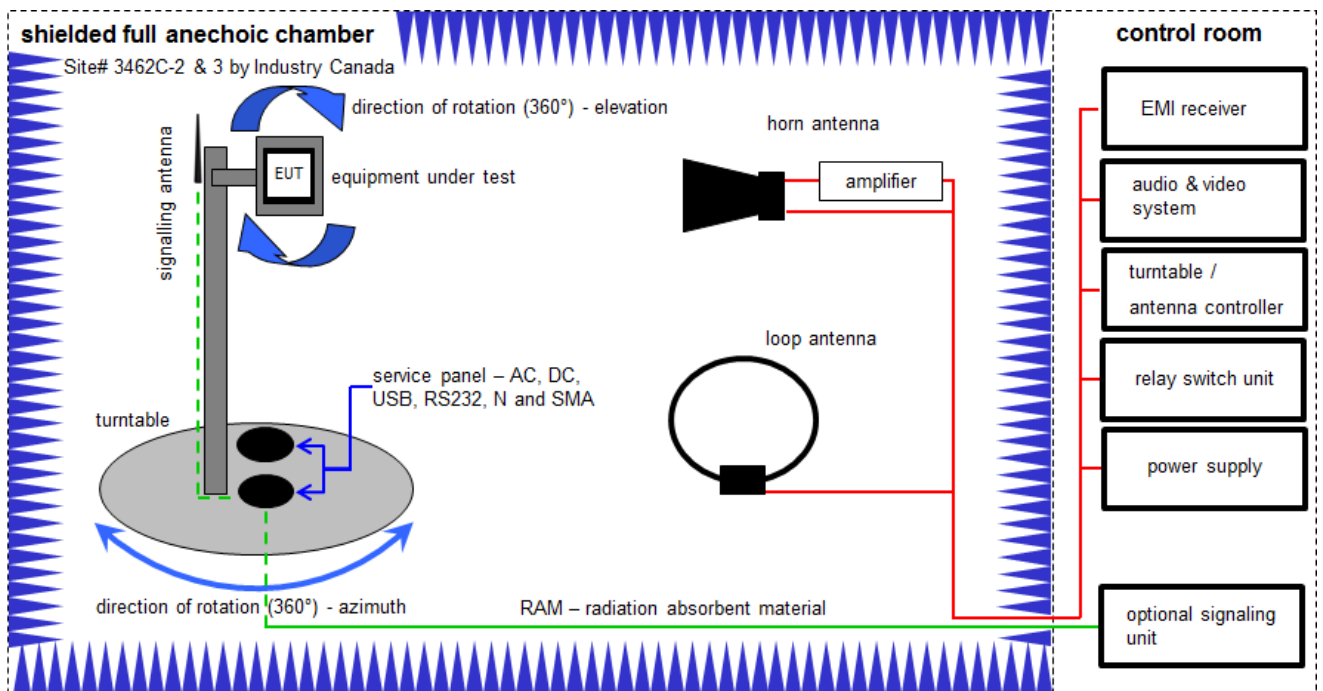 shielded full anechoic chamber
control room
Site# 3462C-2 & 3 by Industry Canada
direction of rotation (360°) - elevation
signalling antenna
EUT
equipment under test
horn antenna
amplifier
loop antenna
service panel – AC, DC,
USB, RS232, N and SMA
turntable
direction of rotation (360°) - azimuth
RAM – radiation absorbent material
EMI receiver
audio & video
system
turntable /
antenna controller
relay switch unit
power supply
optional signaling
unit